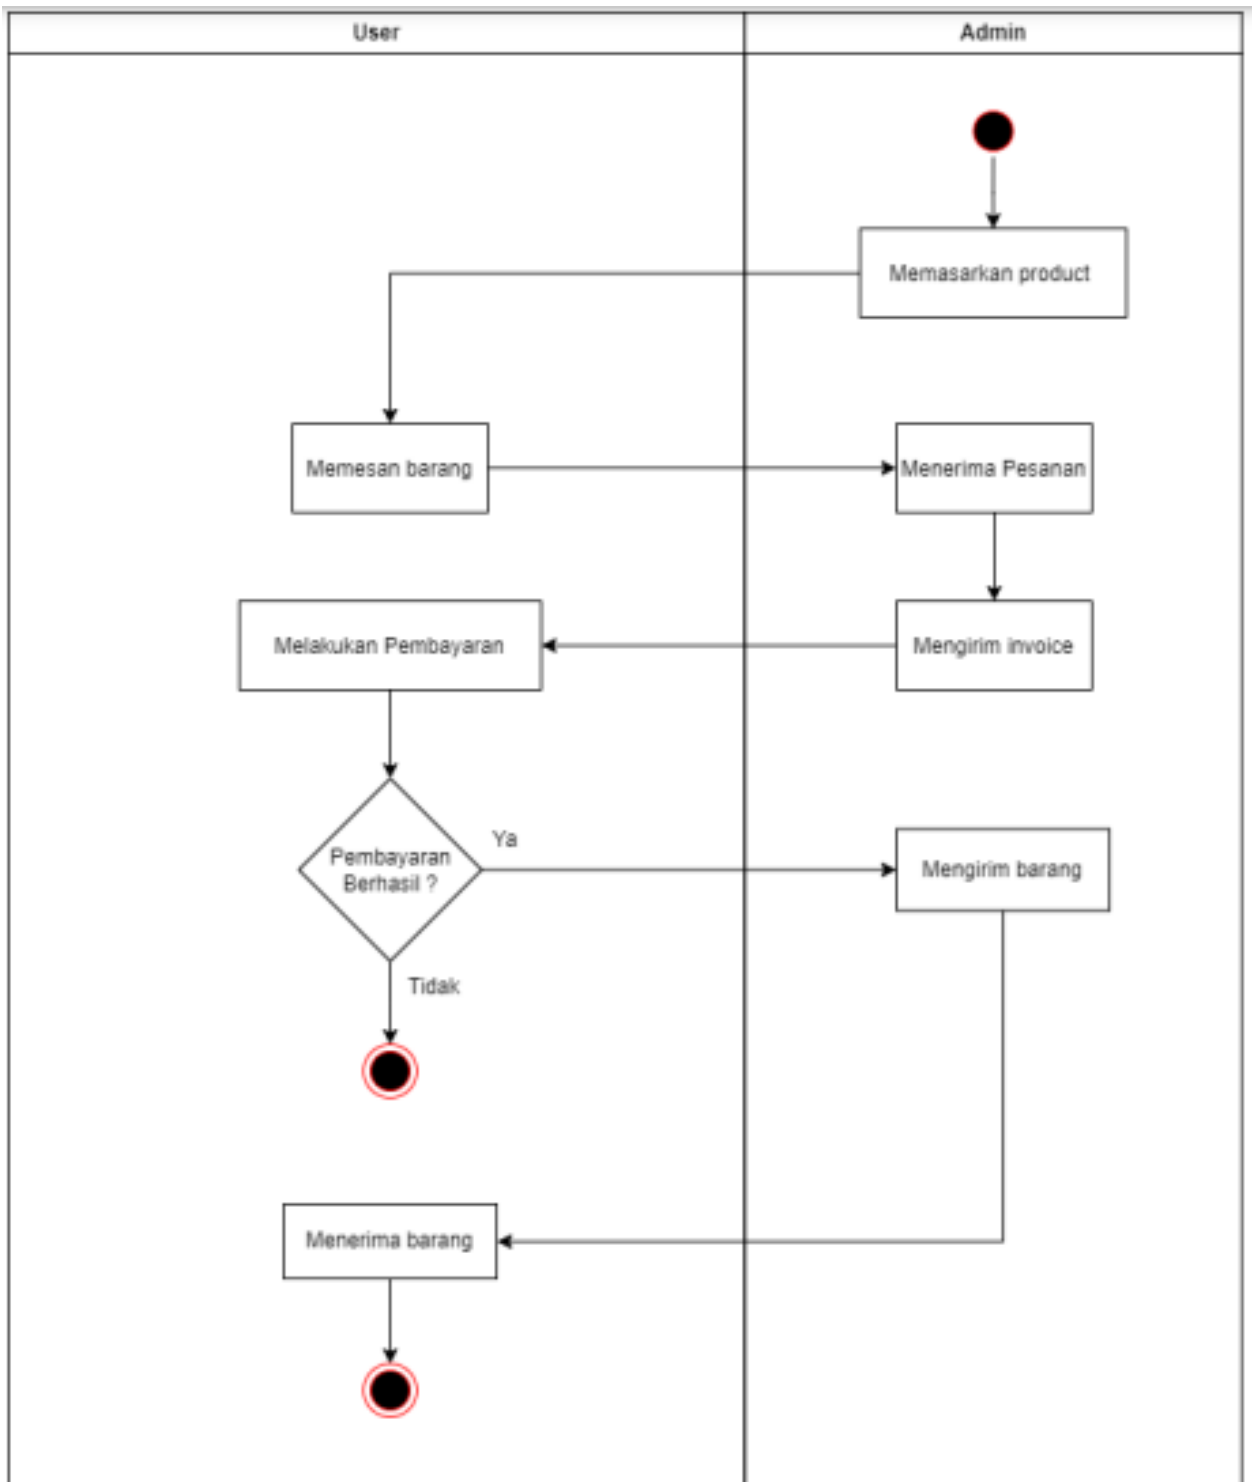 User
Admin
Memasarkan product
Memesan barang
Menerima Pesanan
Melakukan Pembayaran
Mengirim invoice
Ya
Pembayaran
Berhasil ?
Mengirim barang
Tidak
Menerima barang